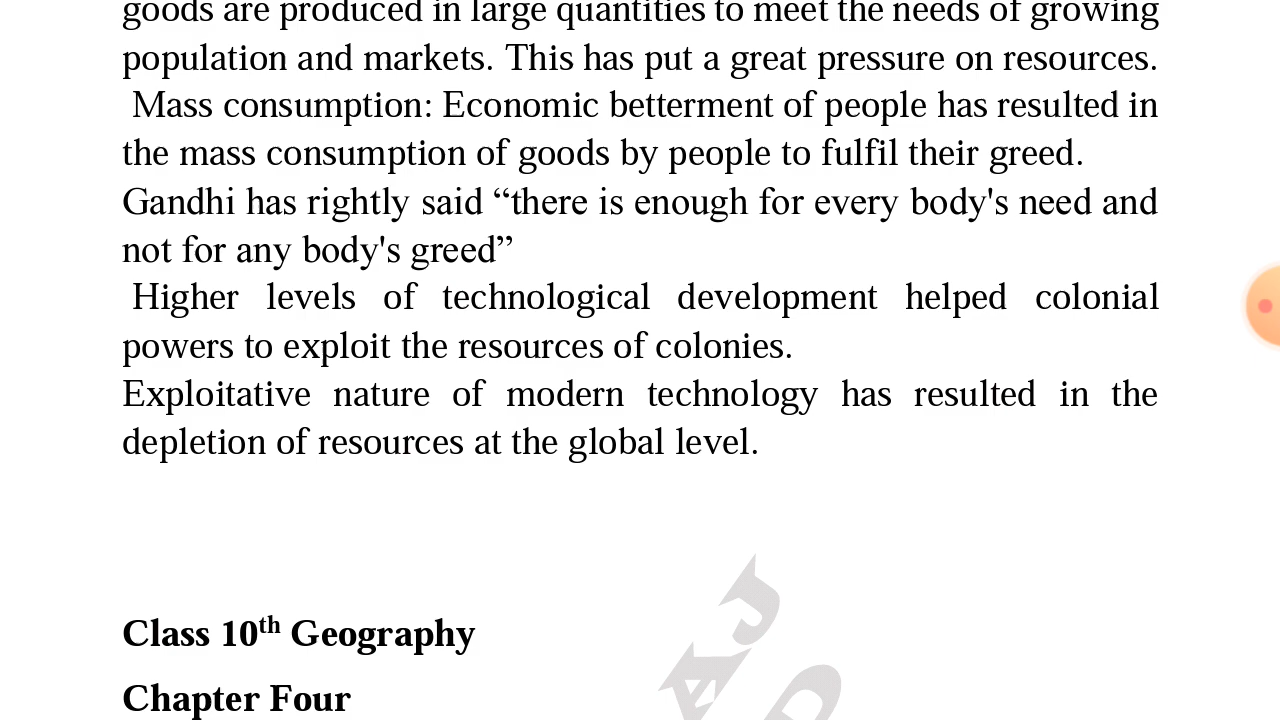 goods are produced in large quantities to meet the needs of growing
population and markets. This has put a great pressure on resources.
Mass consumption: Economic betterment of people has resulted in
the mass consumption of goods by people to fulfil their greed.
Gandhi has rightly said “there is enough for every body's need and
not for any body's greed”
Higher levels of technological development helped colonial
powers to exploit the resources of colonies.
Exploitative nature of modern technology has resulted in the
depletion of resources at the global level.
Class 10th Geography
Chapter Four